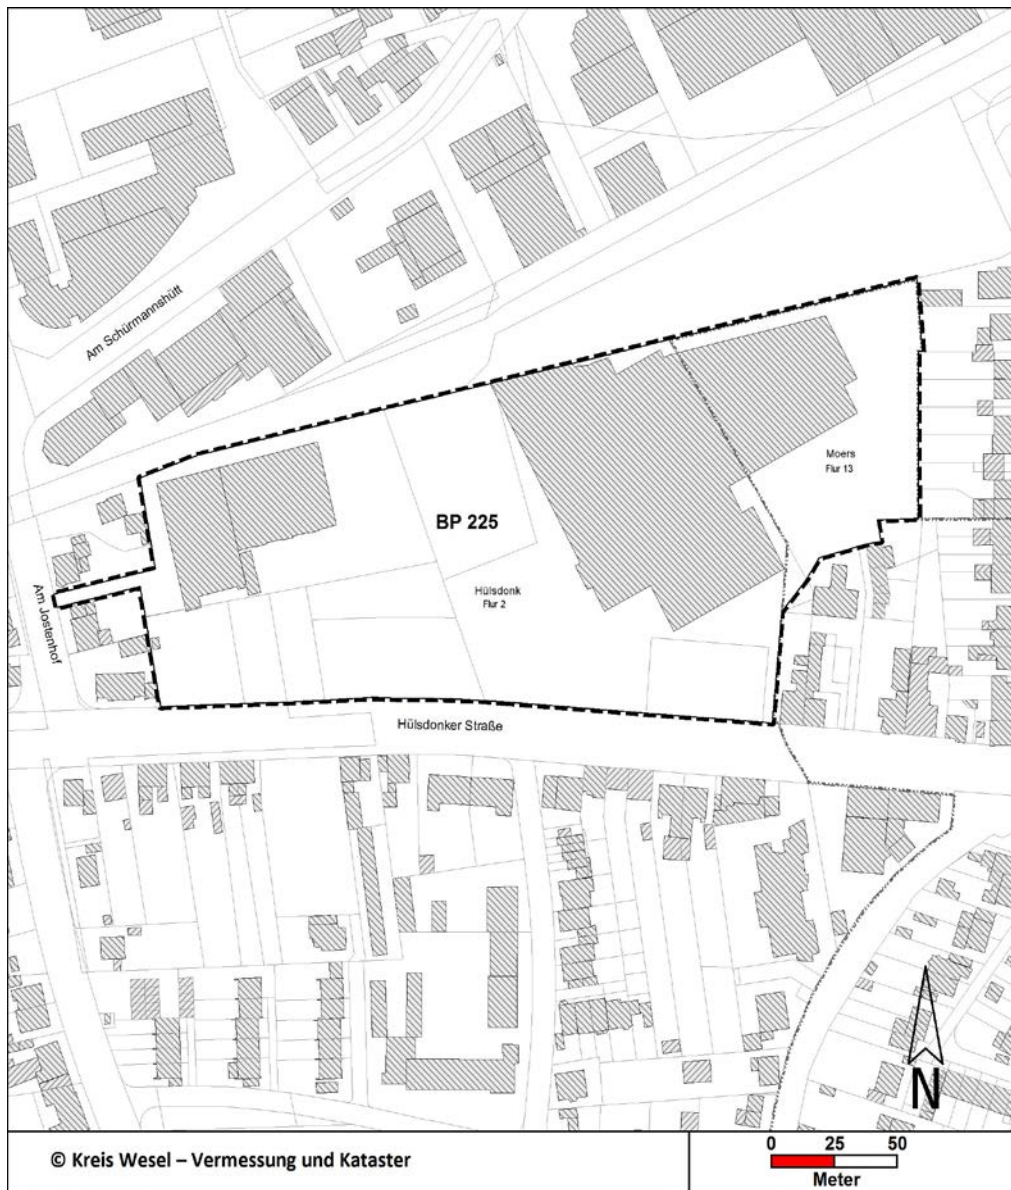 Am Schürmannshütt
Moers
Flur 13
BP 225
Hülsdonk
Flur 2
Am Jostenhof
Hülsdonker Straße
N
© Kreis Wesel – Vermessung und Kataster
0 25 50
Meter